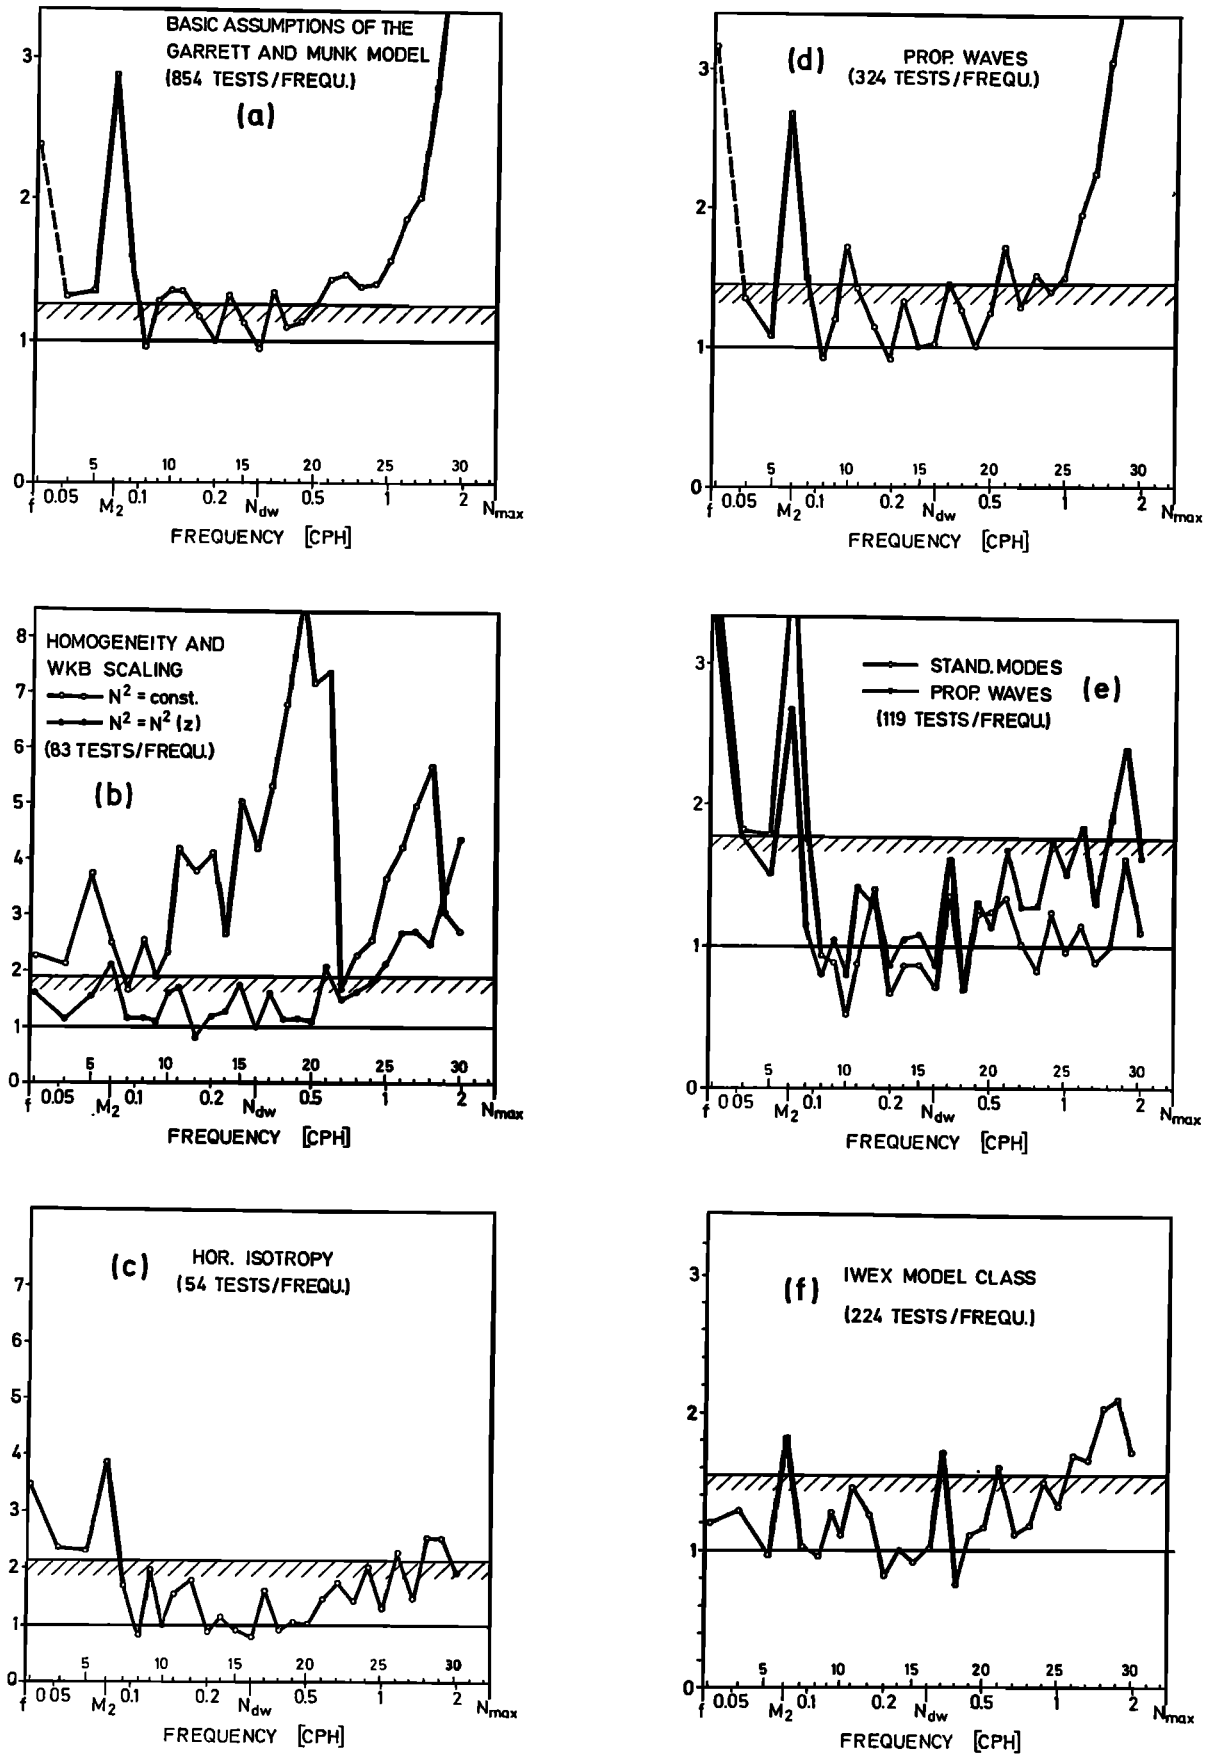 BASIC ASSUMPTIONS OF THE
GARRETT AND MUNK MODEL
(854 TESTS/FREQU.)
(a)
3
2
1
0
5 10 15 20 25 30
f 0.05 M2 0.1 0.2 Ndw 0.5 1 2 Nmax
FREQUENCY [CPH]
(d)
PROP. WAVES
(324 TESTS/FREQU.)
3
2
1
0
5 10 15 20 25 30
f 0.05 M2 0.1 0.2 Ndw 0.5 1 2 Nmax
FREQUENCY [CPH]
HOMOGENEITY AND
WKB SCALING
N² = const.
N² = N² (z)
(83 TESTS/FREQU.)
(b)
8
7
6
5
4
3
2
1
0
5 10 15 20 25 30
f 0.05 M2 0.1 0.2 Ndw 0.5 1 2 Nmax
FREQUENCY [CPH]
STAND. MODES
PROP. WAVES
(119 TESTS/FREQU.)
(e)
3
2
1
0
5 10 15 20 25 30
f 0 05 M2 0.1 0.2 Ndw 0.5 1 2 Nmax
FREQUENCY [CPH]
(c)
HOR. ISOTROPY
(54 TESTS/FREQU.)
7
6
5
4
3
2
1
0
5 10 15 20 25 30
f 0 05 M2 0.1 0.2 Ndw 0.5 1 2 Nmax
FREQUENCY [CPH]
(f)
IWEX MODEL CLASS
(224 TESTS/FREQU.)
3
2
1
0
5 10 15 20 25 30
f 0.05 M2 0.1 0.2 Ndw 0.5 1 2 Nmax
FREQUENCY [CPH]